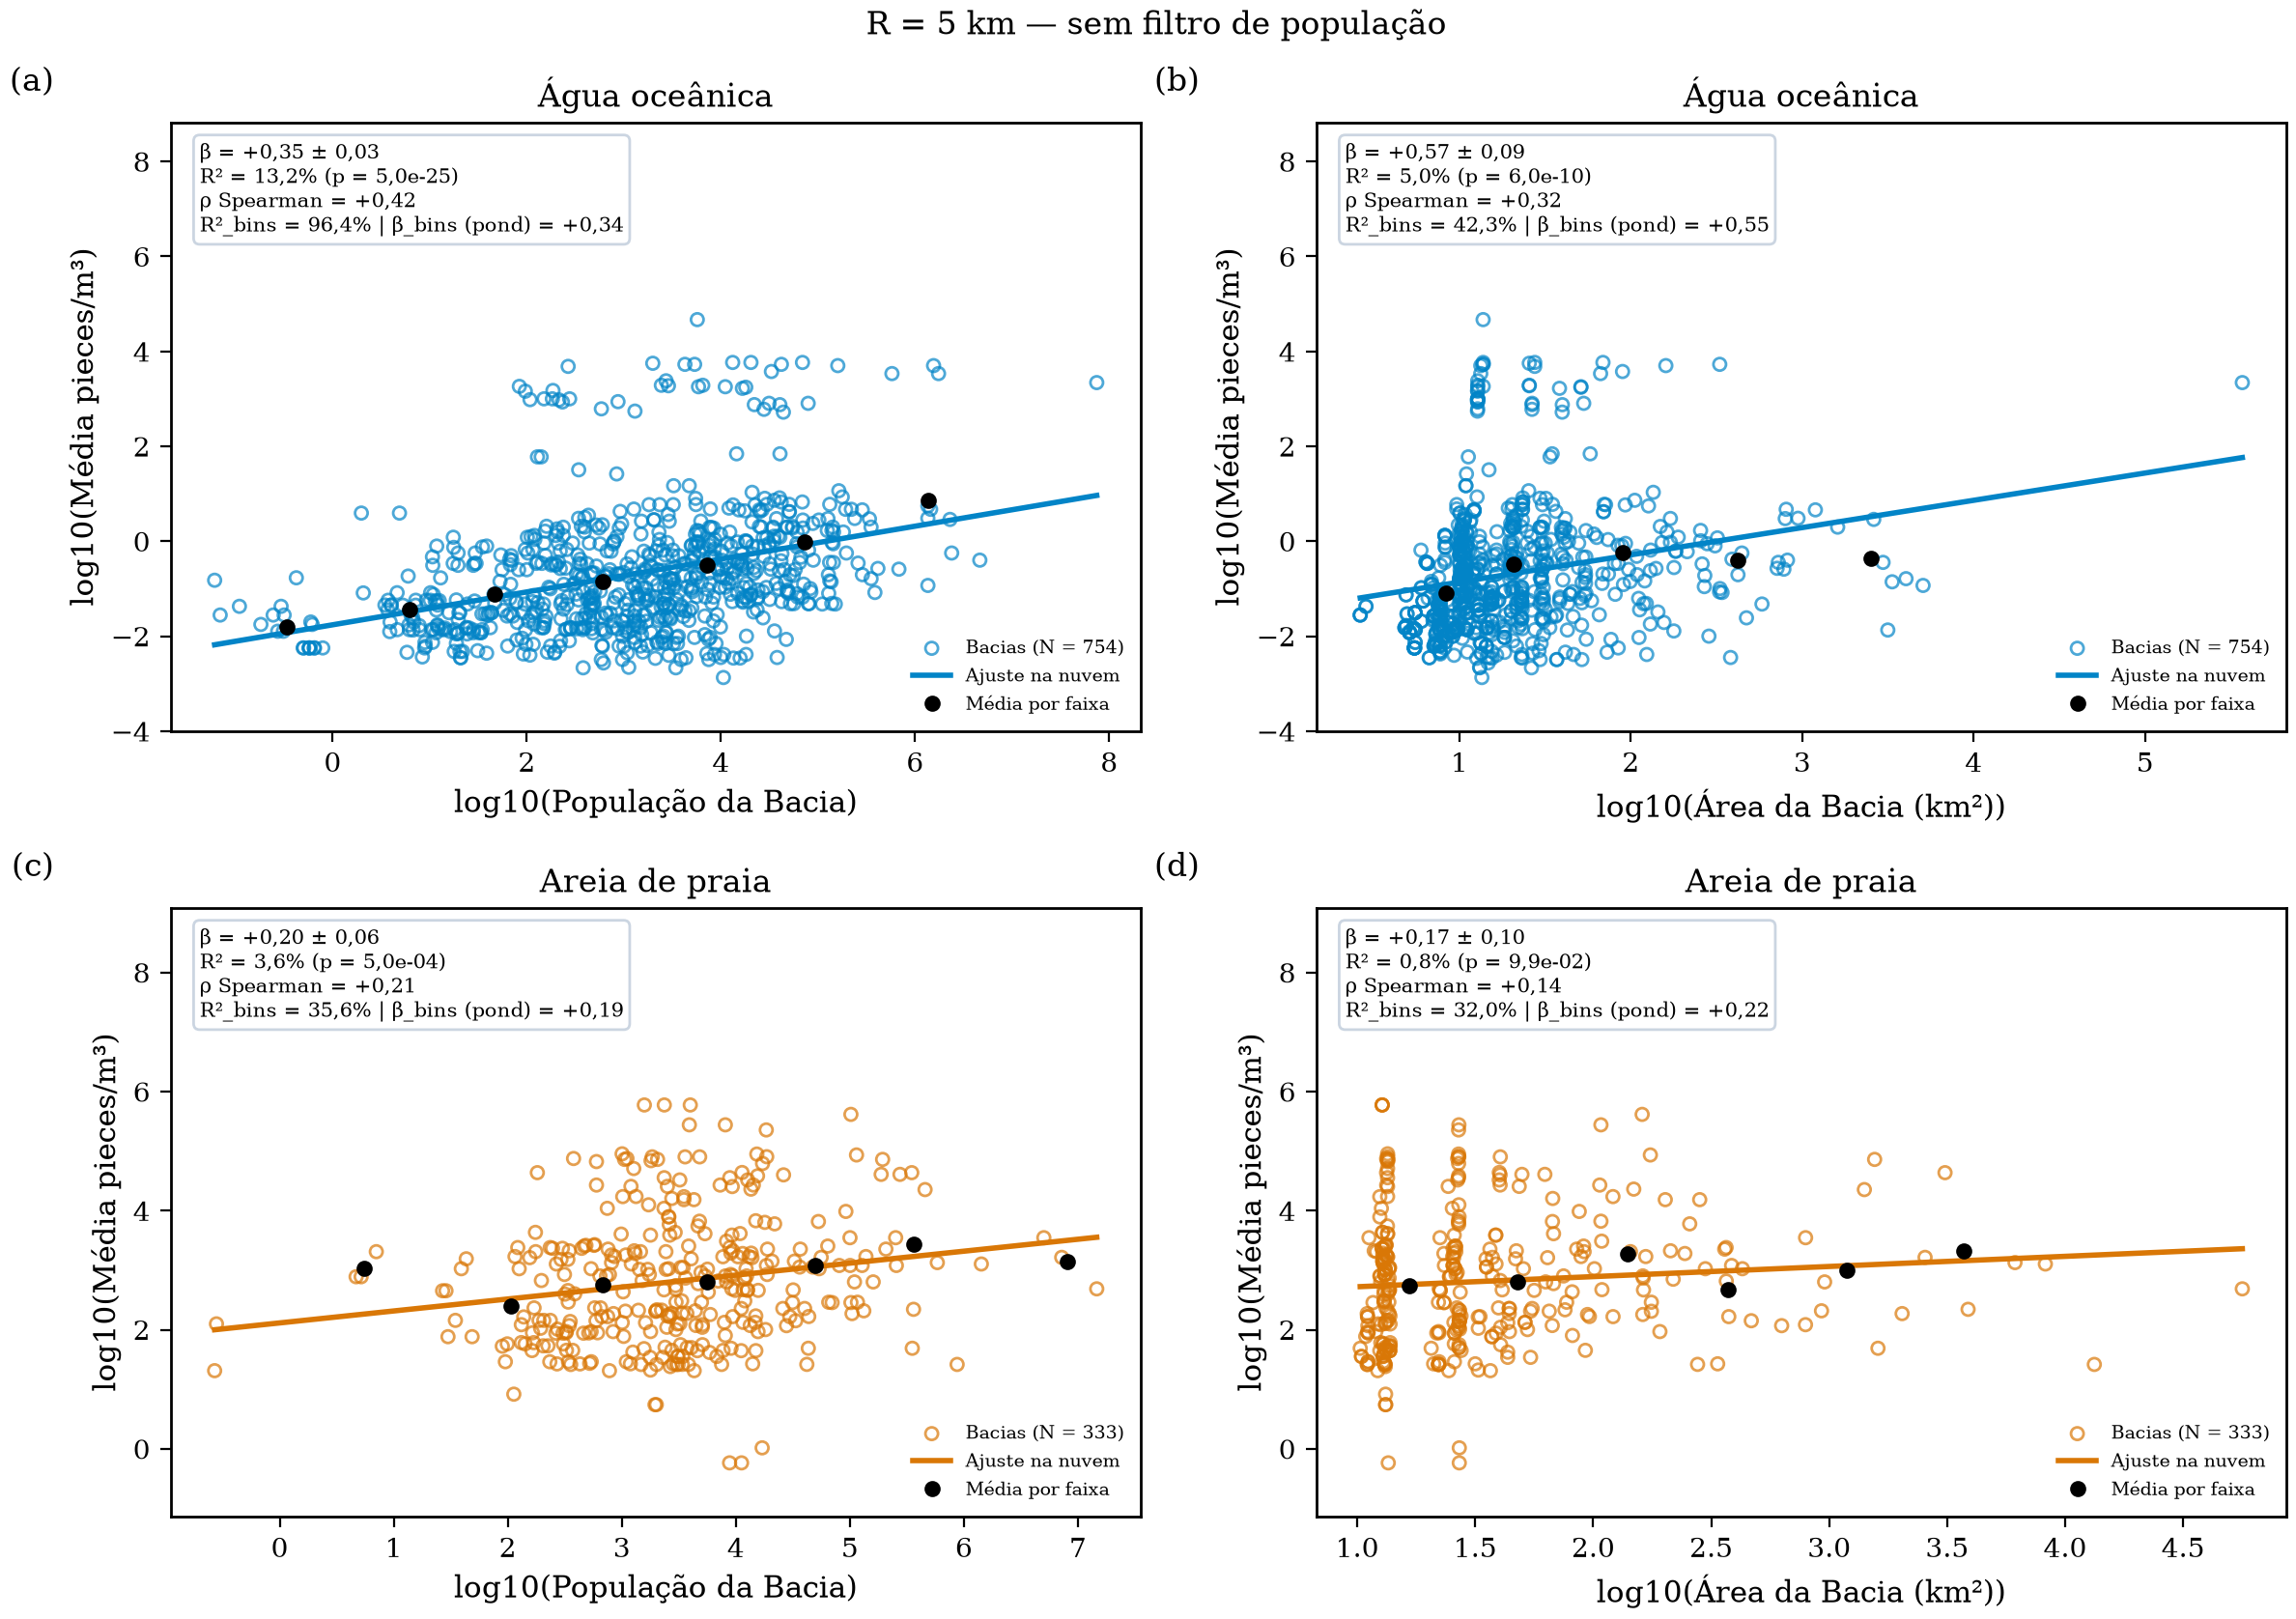 R = 5 km — sem filtro de população
(a)
Água oceânica
β = +0,35 ± 0,03
R² = 13,2% (p = 5,0e-25)
ρ Spearman = +0,42
R²_bins = 96,4% | β_bins (pond) = +0,34
log10(Média pieces/m³)
8
6
4
2
0
−2
−4
Bacias (N = 754)
Ajuste na nuvem
Média por faixa
0 2 4 6 8
log10(População da Bacia)
(b)
Água oceânica
β = +0,57 ± 0,09
R² = 5,0% (p = 6,0e-10)
ρ Spearman = +0,32
R²_bins = 42,3% | β_bins (pond) = +0,55
log10(Média pieces/m³)
8
6
4
2
0
−2
−4
Bacias (N = 754)
Ajuste na nuvem
Média por faixa
1 2 3 4 5
log10(Área da Bacia (km²))
(c)
Areia de praia
β = +0,20 ± 0,06
R² = 3,6% (p = 5,0e-04)
ρ Spearman = +0,21
R²_bins = 35,6% | β_bins (pond) = +0,19
log10(Média pieces/m³)
8
6
4
2
0
Bacias (N = 333)
Ajuste na nuvem
Média por faixa
0 1 2 3 4 5 6 7
log10(População da Bacia)
(d)
Areia de praia
β = +0,17 ± 0,10
R² = 0,8% (p = 9,9e-02)
ρ Spearman = +0,14
R²_bins = 32,0% | β_bins (pond) = +0,22
log10(Média pieces/m³)
8
6
4
2
0
Bacias (N = 333)
Ajuste na nuvem
Média por faixa
1.0 1.5 2.0 2.5 3.0 3.5 4.0 4.5
log10(Área da Bacia (km²))